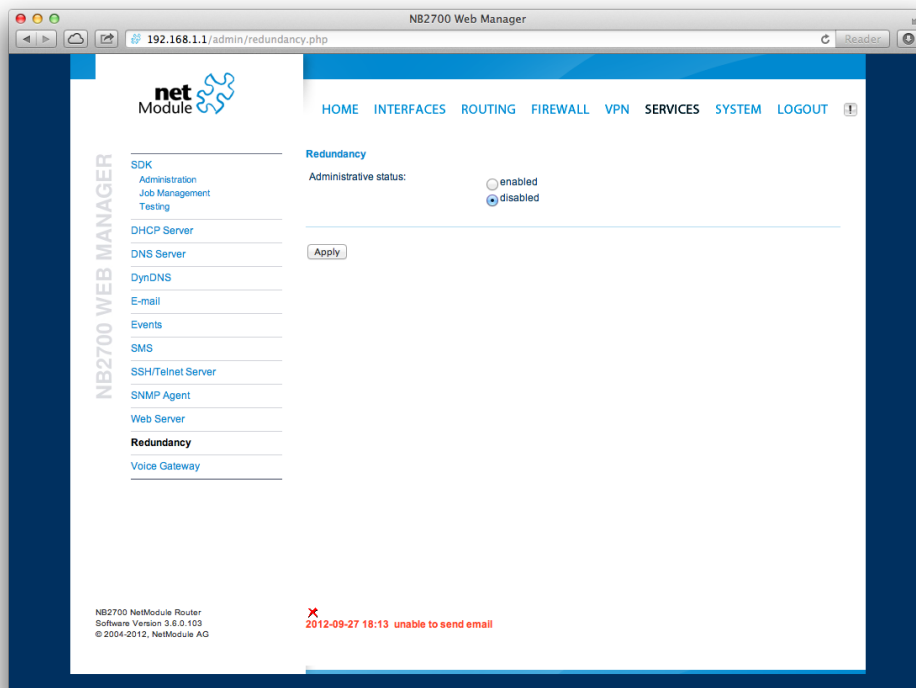 NB2700 Web Manager
192.168.1.1/admin/redundancy.php
Reader
net
Module
HOME INTERFACES ROUTING FIREWALL VPN SERVICES SYSTEM LOGOUT
NB2700 WEB MANAGER
SDK
Administration
Job Management
Testing
DHCP Server
DNS Server
DynDNS
E-mail
Events
SMS
SSH/Telnet Server
SNMP Agent
Web Server
Redundancy
Voice Gateway
Redundancy
Administrative status:
enabled
disabled
Apply
NB2700 NetModule Router
Software Version 3.6.0.103
© 2004-2012, NetModule AG
2012-09-27 18:13 unable to send email